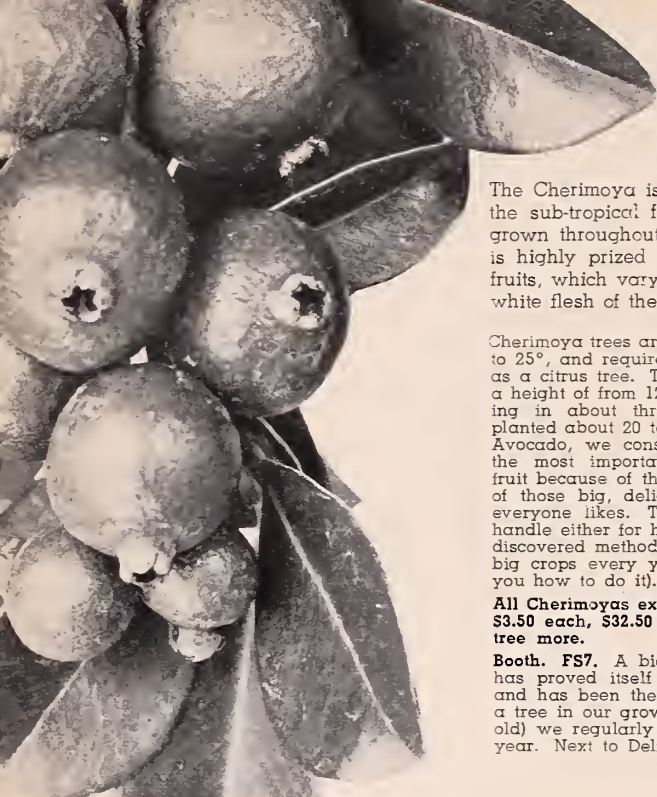 The Cherimoya is
the sub-tropical f
grown throughout
is highly prized
fruits, which vary
white flesh of the
Cherimoya trees ar
to 25°, and require
as a citrus tree. T
a height of from 12
ing in about thr
planted about 20 t
Avocado, we cons
the most importa
fruit because of th
of those big, deli
everyone likes. T
handle either for h
discovered method
big crops every y
you how to do it).
All Cherimoyas ex
$3.50 each, $32.50
tree more.
Booth. FS7. A bi
has proved itself
and has been the
a tree in our grov
old) we regularly
year. Next to Del